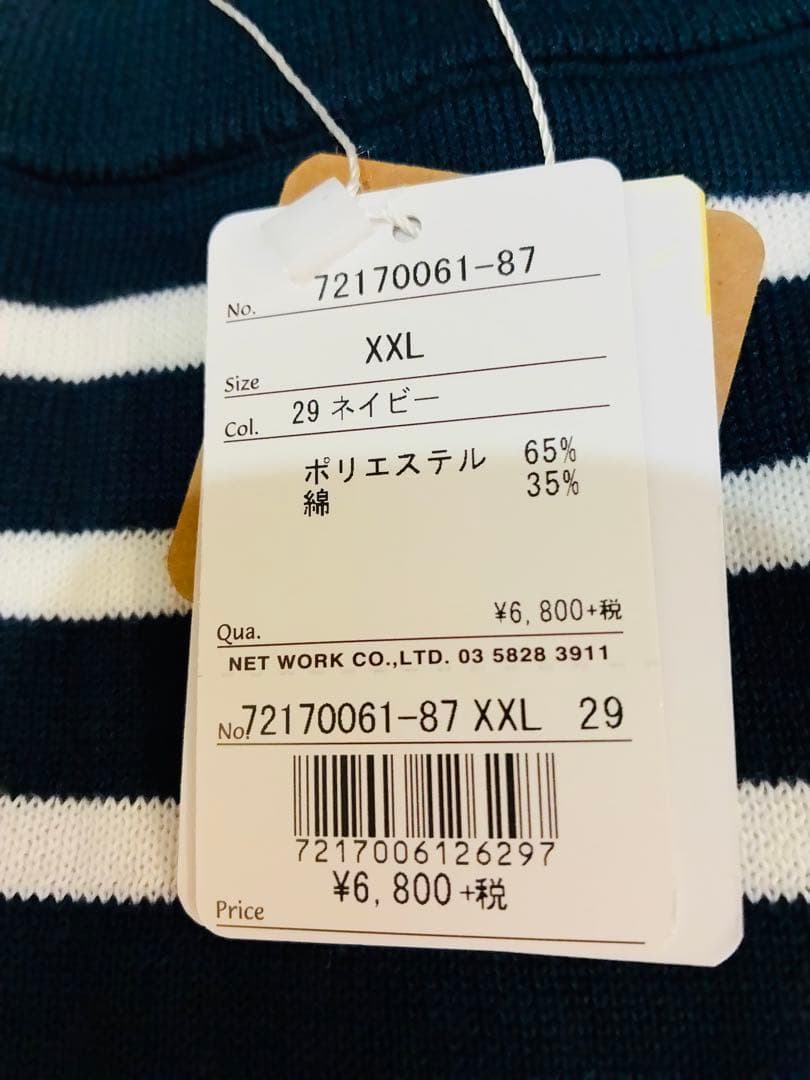 No. 72170061-87
Size XXL
Col. 29 ネイビー
ポリエステル 65%
綿 35%
¥6,800+税
Qua.
NET WORK CO.,LTD. 03 5828 3911
No. 72170061-87 XXL 29
7217006126297
¥6,800+税
Price